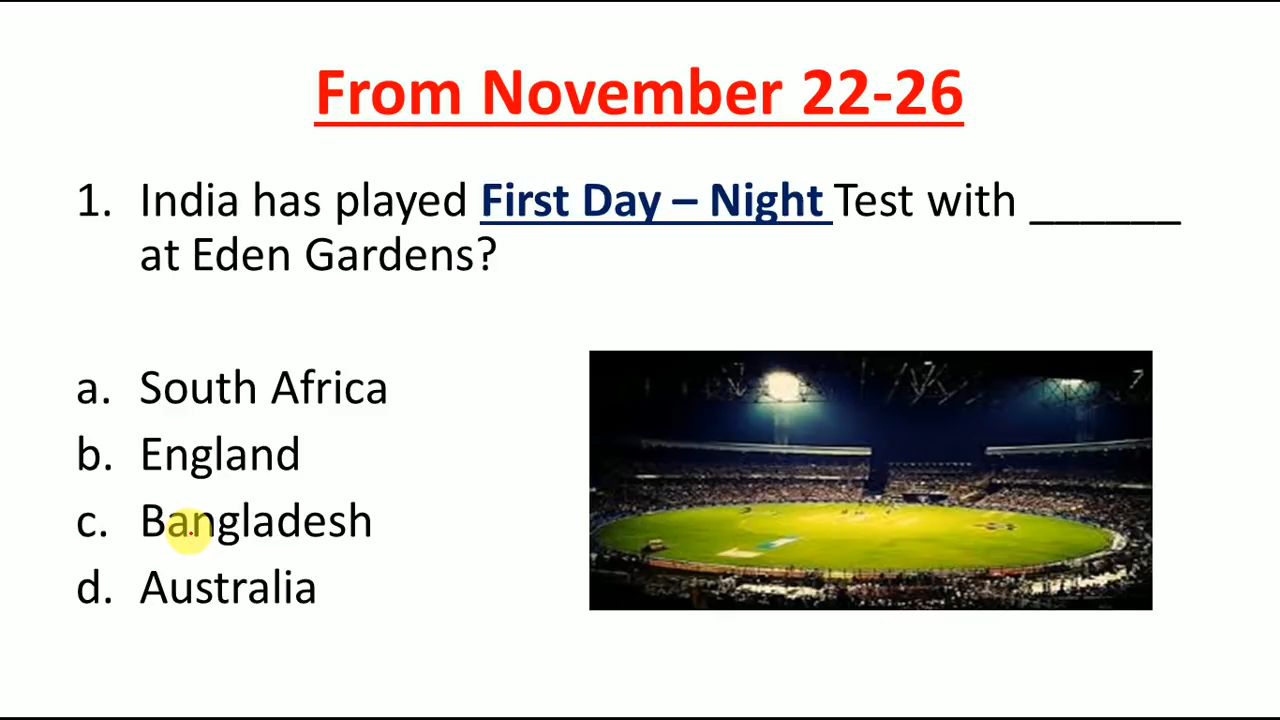 From November 22-26
1. India has played First Day – Night Test with ______
at Eden Gardens?
a. South Africa
b. England
c. Bangladesh
d. Australia